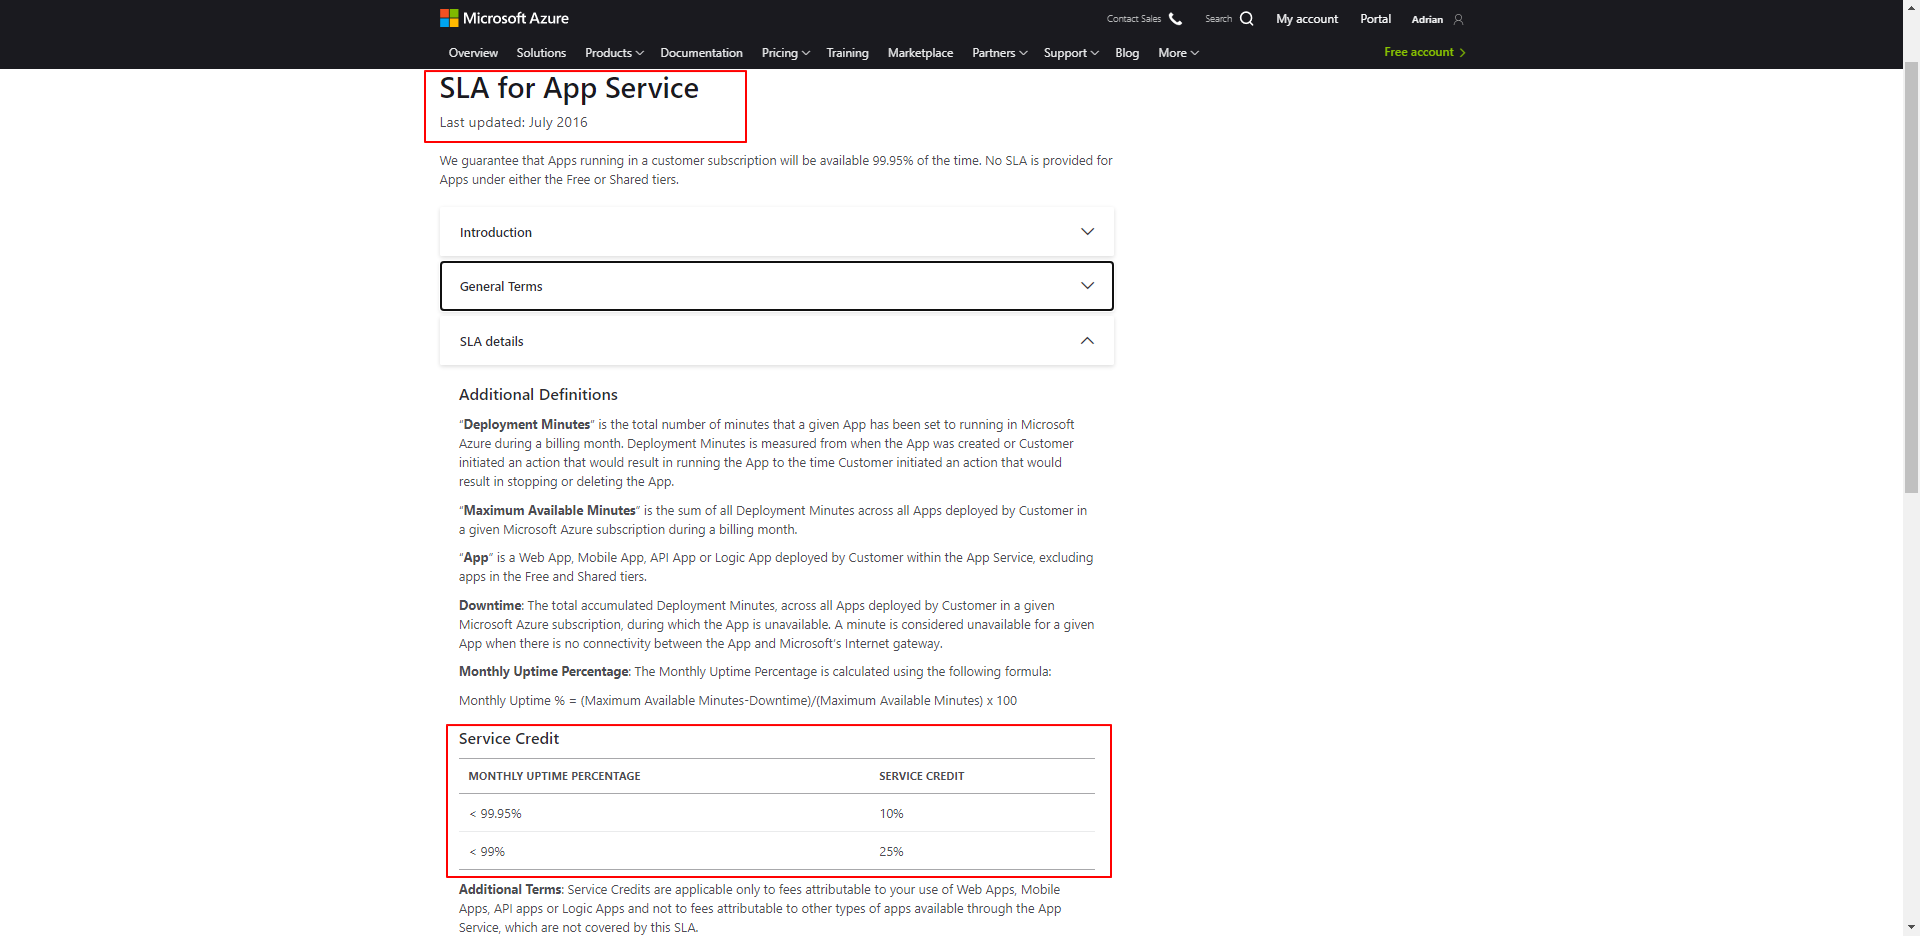 Microsoft Azure
Contact Sales Search My account Portal Adrian
Overview Solutions Products Documentation Pricing Training Marketplace Partners Support Blog More Free account
SLA for App Service
Last updated: July 2016
We guarantee that Apps running in a customer subscription will be available 99.95% of the time. No SLA is provided for
Apps under either the Free or Shared tiers.
Introduction
General Terms
SLA details
Additional Definitions
"Deployment Minutes" is the total number of minutes that a given App has been set to running in Microsoft
Azure during a billing month. Deployment Minutes is measured from when the App was created or Customer
initiated an action that would result in running the App to the time Customer initiated an action that would
result in stopping or deleting the App.
"Maximum Available Minutes" is the sum of all Deployment Minutes across all Apps deployed by Customer in
a given Microsoft Azure subscription during a billing month.
"App" is a Web App, Mobile App, API App or Logic App deployed by Customer within the App Service, excluding
apps in the Free and Shared tiers.
Downtime: The total accumulated Deployment Minutes, across all Apps deployed by Customer in a given
Microsoft Azure subscription, during which the App is unavailable. A minute is considered unavailable for a given
App when there is no connectivity between the App and Microsoft's Internet gateway.
Monthly Uptime Percentage: The Monthly Uptime Percentage is calculated using the following formula:
Monthly Uptime % = (Maximum Available Minutes-Downtime)/(Maximum Available Minutes) x 100
Service Credit
MONTHLY UPTIME PERCENTAGE SERVICE CREDIT
< 99.95% 10%
< 99% 25%
Additional Terms: Service Credits are applicable only to fees attributable to your use of Web Apps, Mobile
Apps, API apps or Logic Apps and not to fees attributable to other types of apps available through the App
Service, which are not covered by this SLA.